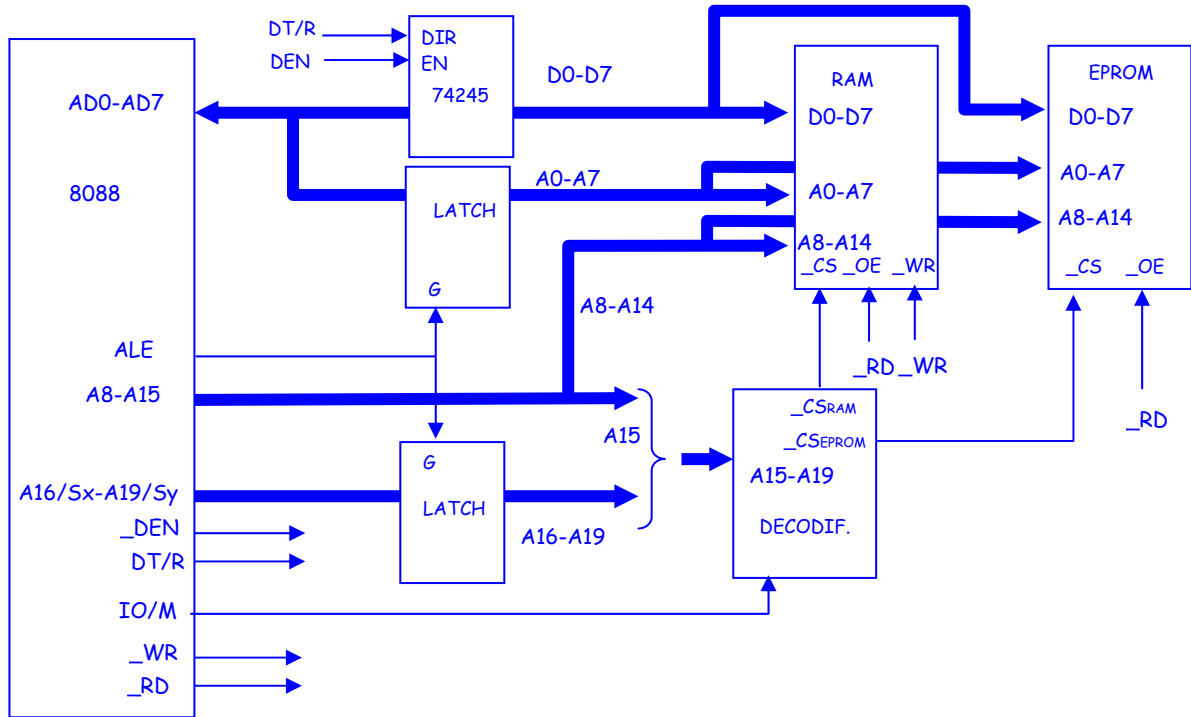 DT/R
DEN
DIR
EN
74245
D0-D7
AD0-AD7
8088
LATCH
G
A0-A7
RAM
D0-D7
A0-A7
A8-A14
_CS _OE _WR
EPROM
D0-D7
A0-A7
A8-A14
_CS _OE
A8-A14
ALE
A8-A15
_RD _WR
_RD
A15
_CSRAM
_CSEPROM
A15-A19
DECODIF.
G
LATCH
A16/Sx-A19/Sy
A16-A19
_DEN
DT/R
IO/M
_WR
_RD